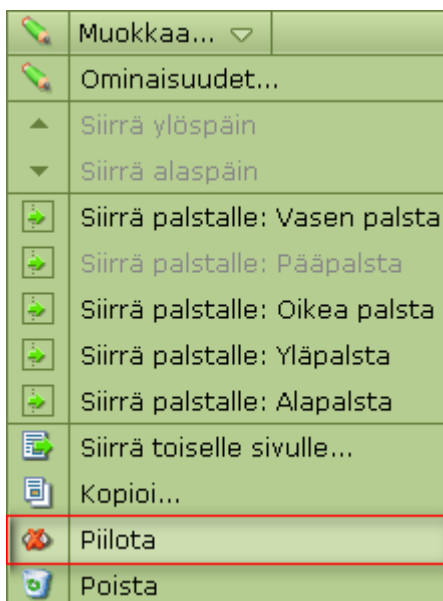 Muokkaa...
Ominaisuudet...
Siirrä ylöspäin
Siirrä alaspäin
Siirrä palstalle: Vasen palsta
Siirrä palstalle: Pääpalsta
Siirrä palstalle: Oikea palsta
Siirrä palstalle: Yläpalsta
Siirrä palstalle: Alapalsta
Siirrä toiselle sivulle...
Kopioi...
Piilota
Poista